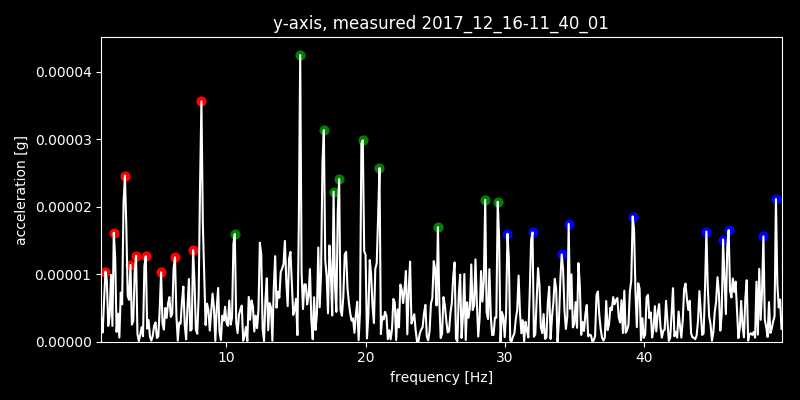 y-axis, measured 2017_12_16-11_40_01
0.00004
0.00003
0.00002
0.00001
0.00000
acceleration [g]
10 20 30 40
frequency [Hz]